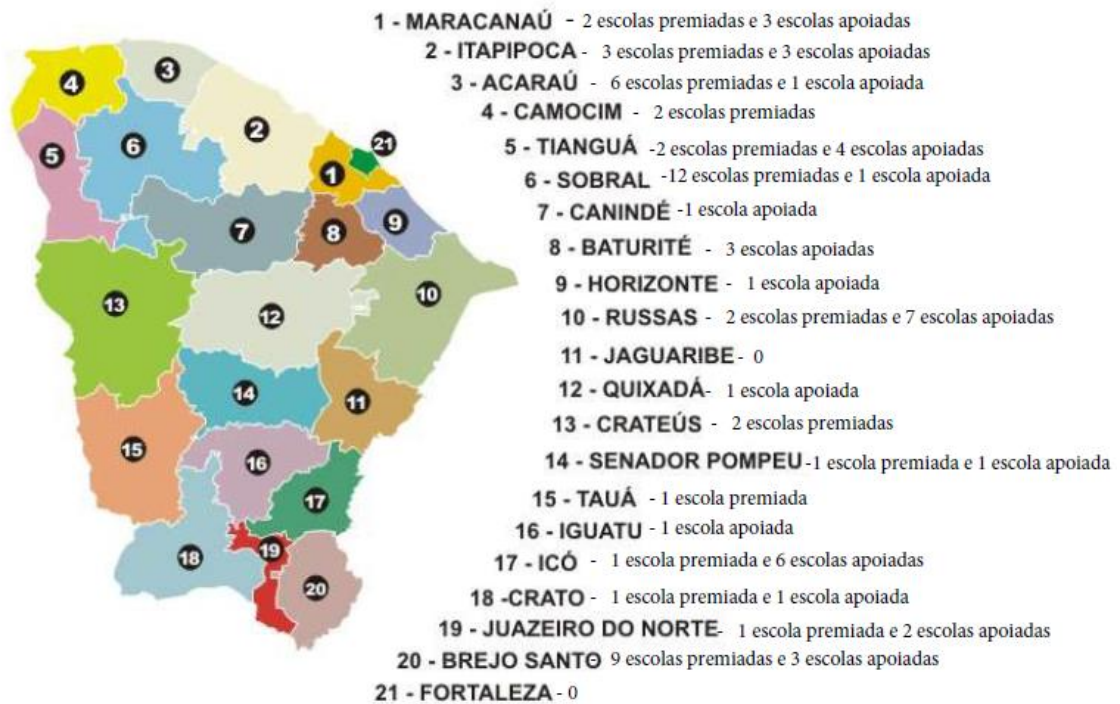 1 - MARACANAÚ - 2 escolas premiadas e 3 escolas apoiadas
2 - ITAPIPOCA - 3 escolas premiadas e 3 escolas apoiadas
3 - ACARAÚ - 6 escolas premiadas e 1 escola apoiada
4 - CAMOCIM - 2 escolas premiadas
5 - TIANGUÁ -2 escolas premiadas e 4 escolas apoiadas
6 - SOBRAL -12 escolas premiadas e 1 escola apoiada
7 - CANINDÉ -1 escola apoiada
8 - BATURITÉ - 3 escolas apoiadas
9 - HORIZONTE - 1 escola apoiada
10 - RUSSAS - 2 escolas premiadas e 7 escolas apoiadas
11 - JAGUARIBE - 0
12 - QUIXADÁ- 1 escola apoiada
13 - CRATEÚS - 2 escolas premiadas
14 - SENADOR POMPEU -1 escola premiada e 1 escola apoiada
15 - TAUÁ - 1 escola premiada
16 - IGUATU - 1 escola apoiada
17 - ICÓ - 1 escola premiada e 6 escolas apoiadas
18 -CRATO - 1 escola premiada e 1 escola apoiada
19 - JUAZEIRO DO NORTE- 1 escola premiada e 2 escolas apoiadas
20 - BREJO SANTO 9 escolas premiadas e 3 escolas apoiadas
21 - FORTALEZA - 0
4
3
2
21
5
6
1
7
8
9
10
13
12
14
11
15
16
17
18
19
20